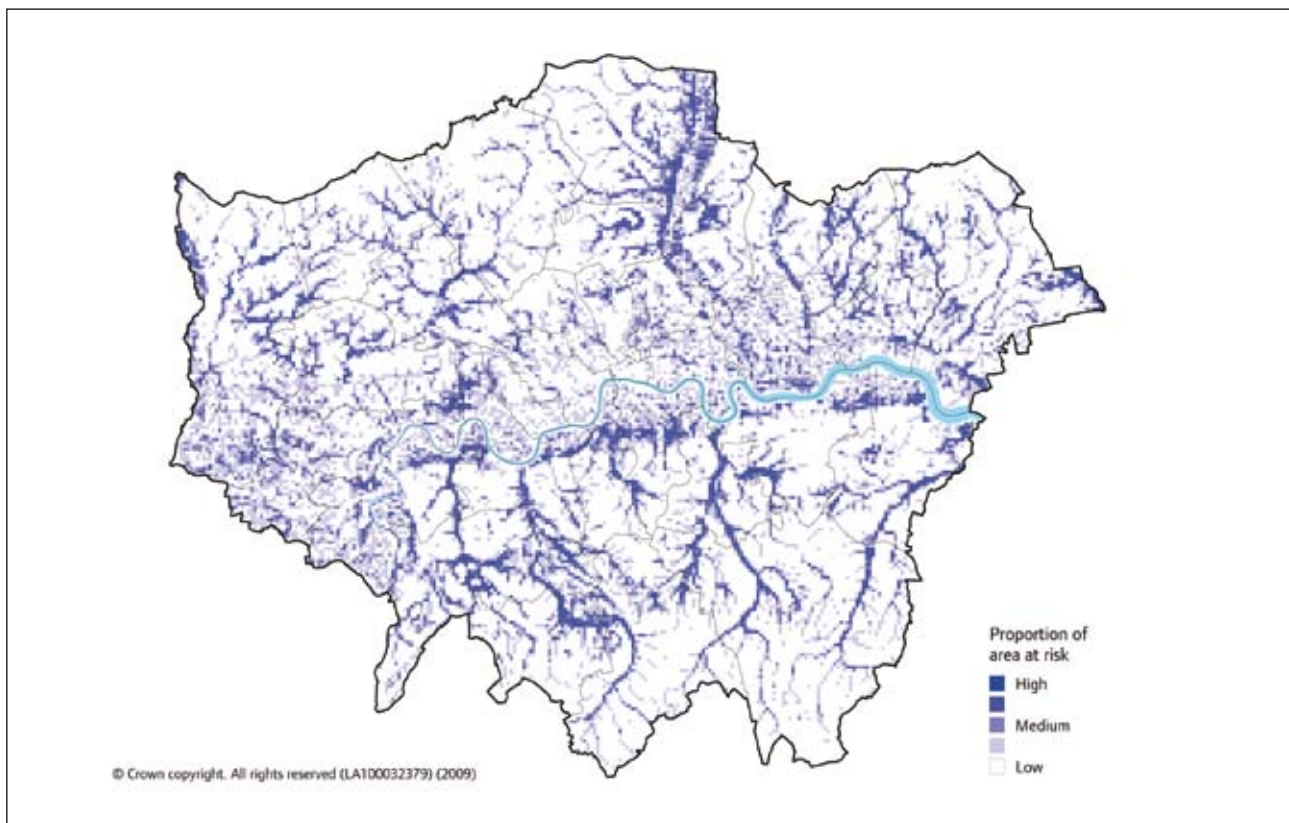 Proportion of
area at risk
High
Medium
Low
© Crown copyright. All rights reserved (LA100032379) (2009)